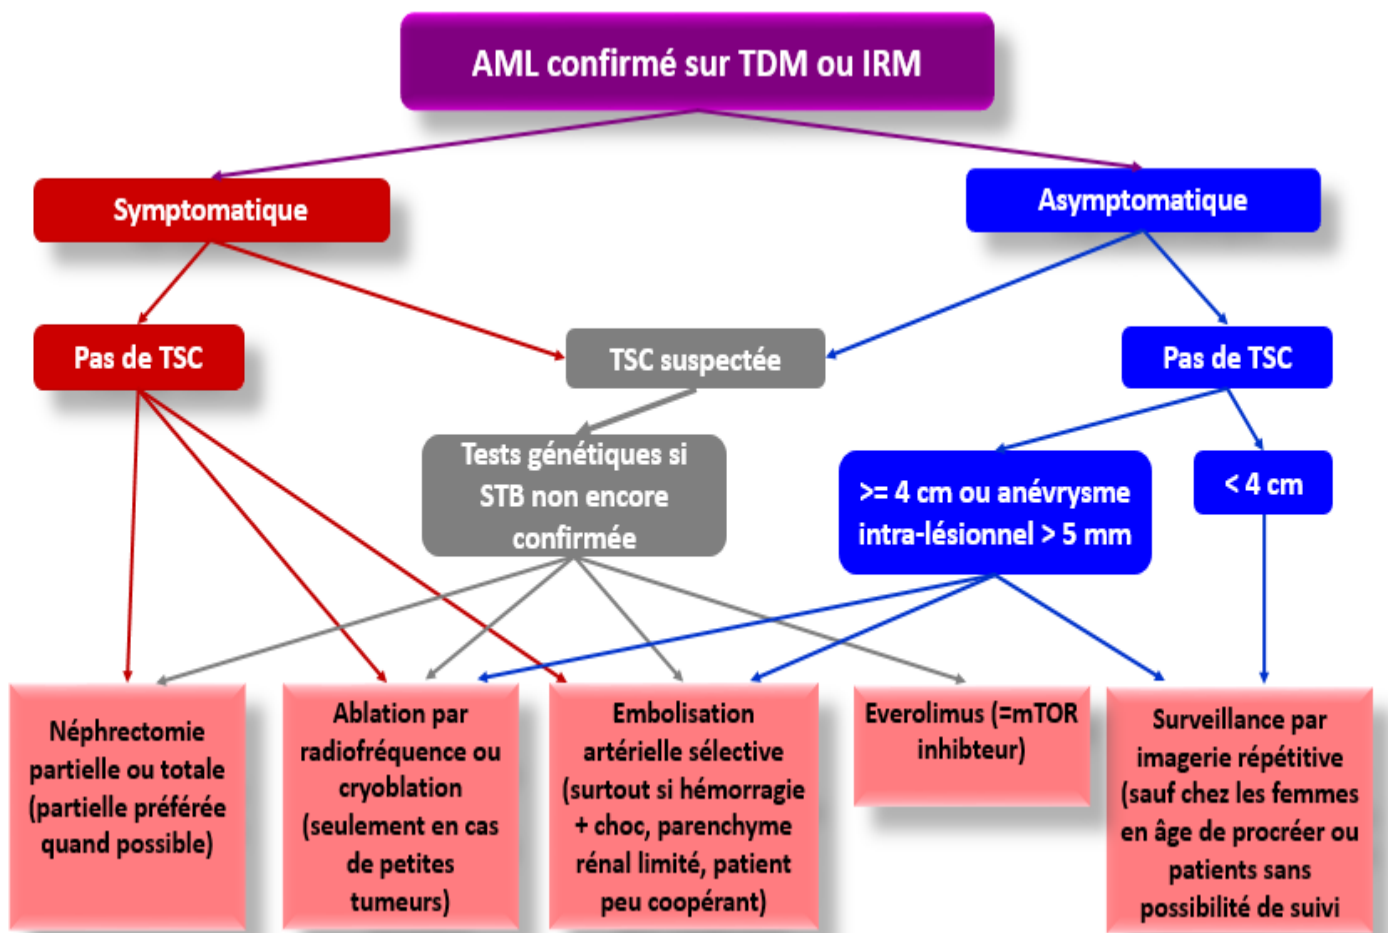 AML confirmé sur TDM ou IRM
Symptomatique
Asymptomatique
Pas de TSC
TSC suspectée
Pas de TSC
Tests génétiques si
STB non encore
confirmée
>= 4 cm ou anévrysme
intra-lésionnel > 5 mm
< 4 cm
Néphrectomie
partielle ou totale
(partielle préférée
quand possible)
Ablation par
radiofréquence ou
cryoblation
(seulement en cas
de petites
tumeurs)
Embolisation
artérielle sélective
(surtout si hémorragie
+ choc, parenchyme
rénal limité, patient
peu coopérant)
Everolimus (=mTOR
inhibteur)
Surveillance par
imagerie répétitive
(sauf chez les femmes
en âge de procréer ou
patients sans
possibilité de suivi